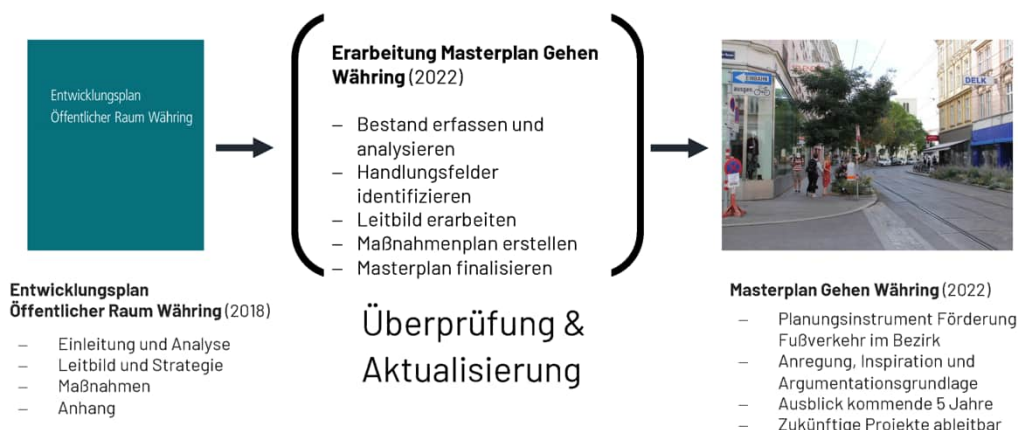 Entwicklungsplan
Öffentlicher Raum Währing
Entwicklungsplan
Öffentlicher Raum Währing (2018)
– Einleitung und Analyse
– Leitbild und Strategie
– Maßnahmen
– Anhang
Erarbeitung Masterplan Gehen
Währing (2022)
– Bestand erfassen und
analysieren
– Handlungsfelder
identifizieren
– Leitbild erarbeiten
– Maßnahmenplan erstellen
– Masterplan finalisieren
Überprüfung &
Aktualisierung
EINBAHN
ausgen.
DELK
Masterplan Gehen Währing (2022)
– Planungsinstrument Förderung
Fußverkehr im Bezirk
– Anregung, Inspiration und
Argumentationsgrundlage
– Ausblick kommende 5 Jahre
– Zukünftige Projekte ableitbar